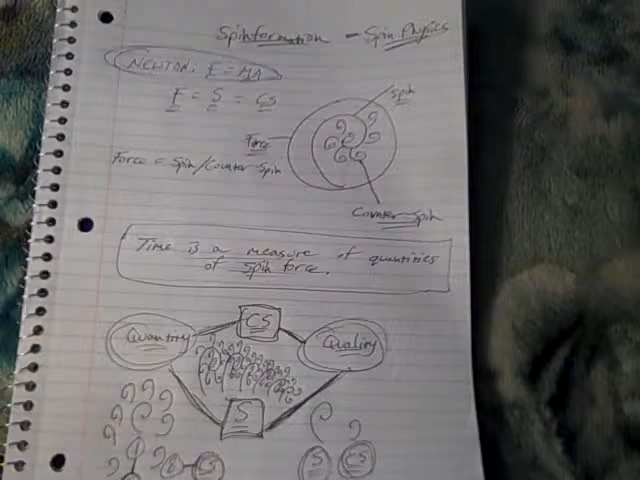 Spinformation - Spin Physics
NEWTON: F = MA
F = S = CS
Spin
Force
Force = Spin/Counter-Spin
Counter-Spin
Time is a measure of quantities
of spin force.
CS
Quantity
Quality
S
S
CS